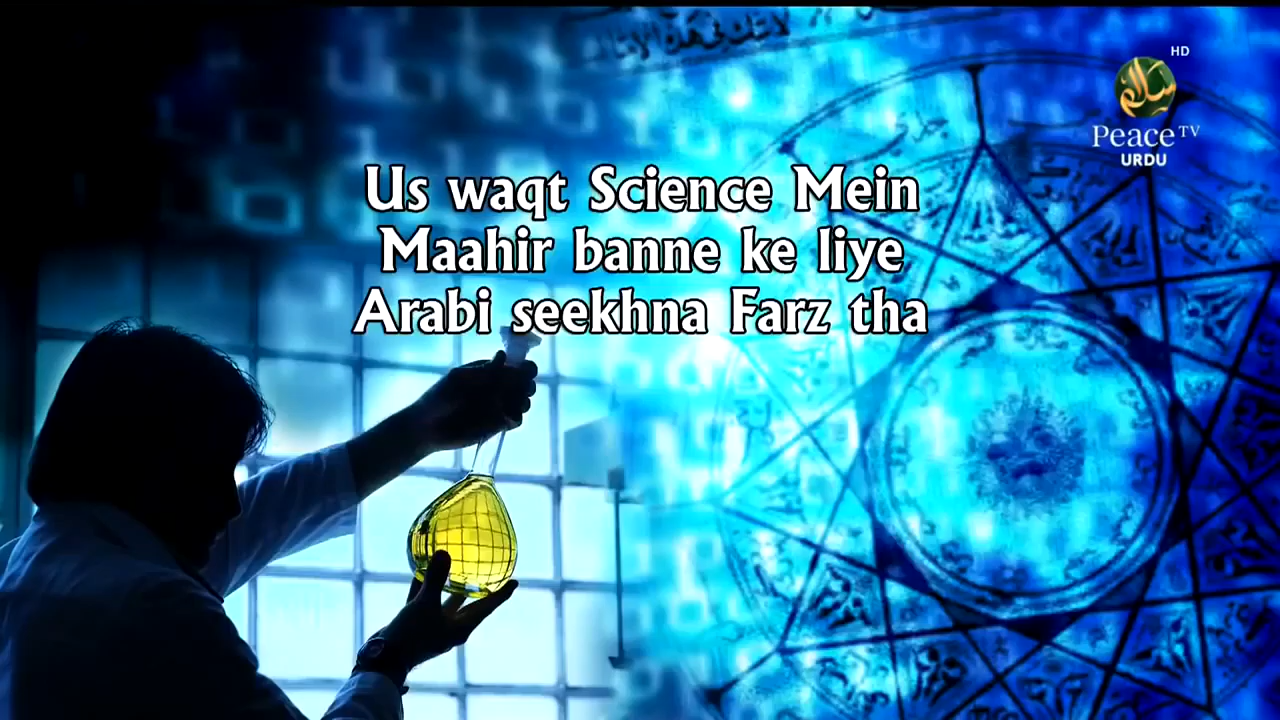 HD
Peace TV
URDU
Us waqt Science Mein
Maahir banne ke liye
Arabi seekhna Farz tha